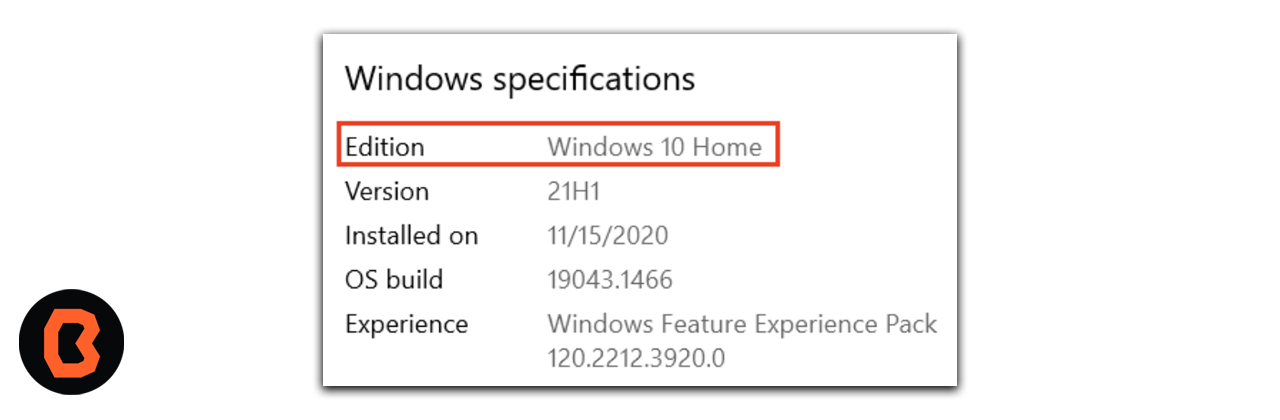 Windows specifications
Edition Windows 10 Home
Version 21H1
Installed on 11/15/2020
OS build 19043.1466
Experience Windows Feature Experience Pack
120.2212.3920.0